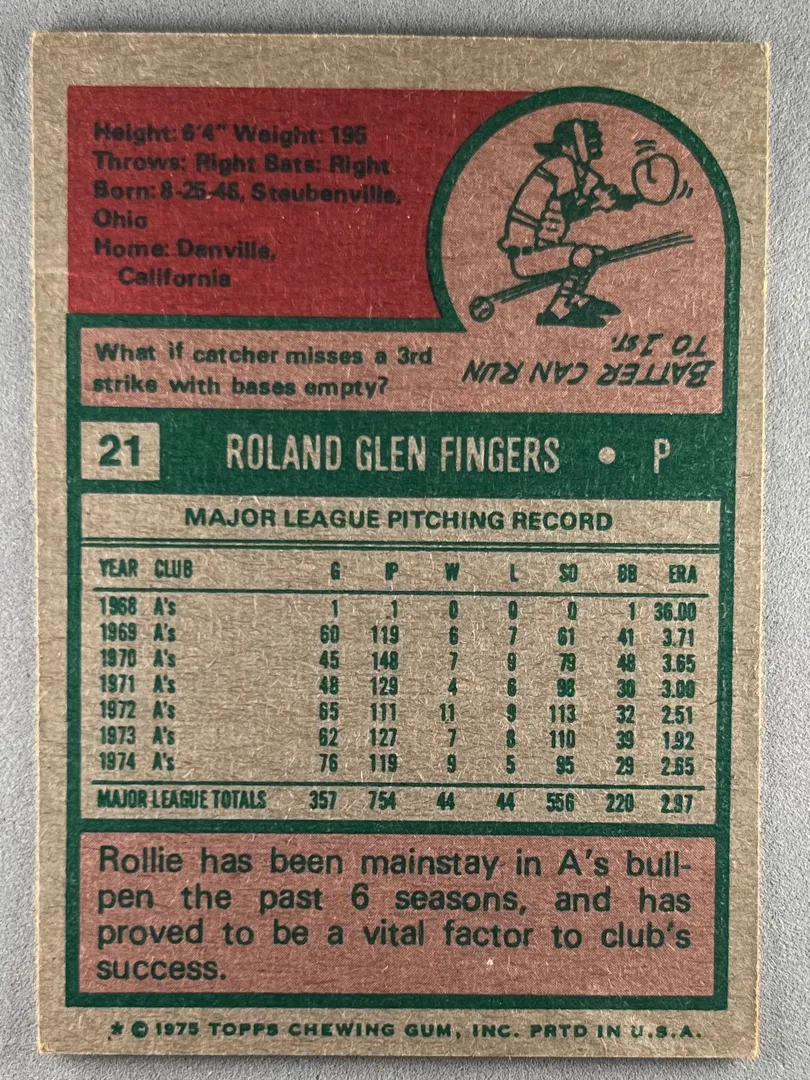 Height: 6'4" Weight: 195
Throws: Right Bats: Right
Born: 8-25-46, Steubenville,
Ohio
Home: Danville,
California
What if catcher misses a 3rd
strike with bases empty?
BATTER CAN RUN
TO 1ST.
21 ROLAND GLEN FINGERS • P
MAJOR LEAGUE PITCHING RECORD
YEAR CLUB G IP W L SO BB ERA
1968 A's 1 1 0 0 0 1 36.00
1969 A's 60 119 6 7 61 41 3.71
1970 A's 45 148 7 9 79 48 3.65
1971 A's 48 129 4 6 98 30 3.00
1972 A's 65 111 11 9 113 32 2.51
1973 A's 62 127 7 8 110 39 1.92
1974 A's 76 119 9 5 95 29 2.65
MAJOR LEAGUE TOTALS 357 754 44 44 556 220 2.97
Rollie has been mainstay in A's bull-
pen the past 6 seasons, and has
proved to be a vital factor to club's
success.
* © 1975 TOPPS CHEWING GUM, INC. PRTD IN U.S.A.